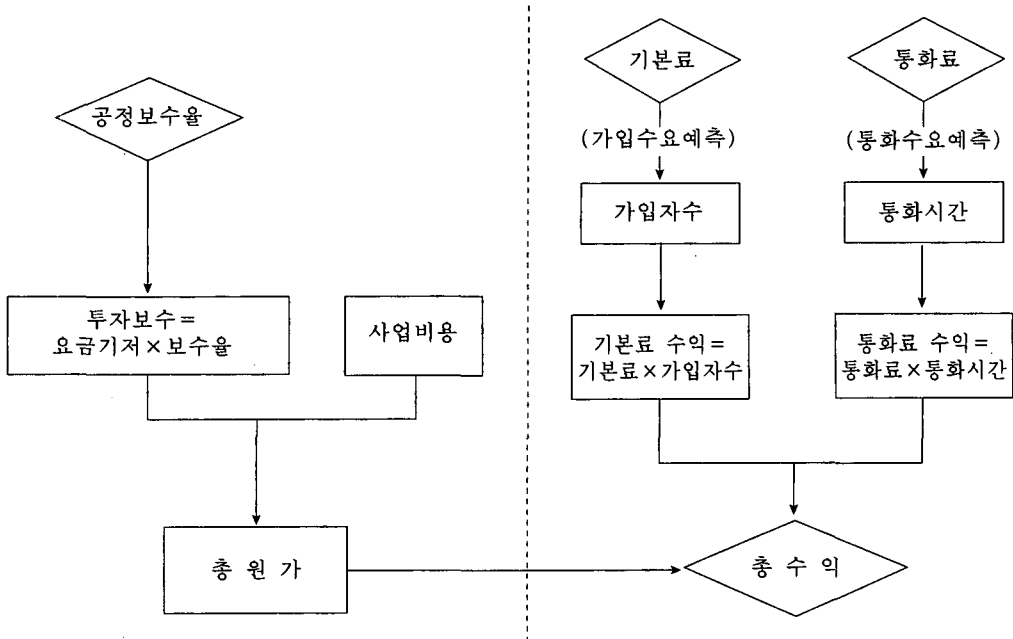 공정보수율
투자보수=
요금기저×보수율
사업비용
총 원 가
기본료
(가입수요예측)
가입자수
기본료 수익=
기본료×가입자수
통화료
(통화수요예측)
통화시간
통화료 수익=
통화료×통화시간
총 수 익